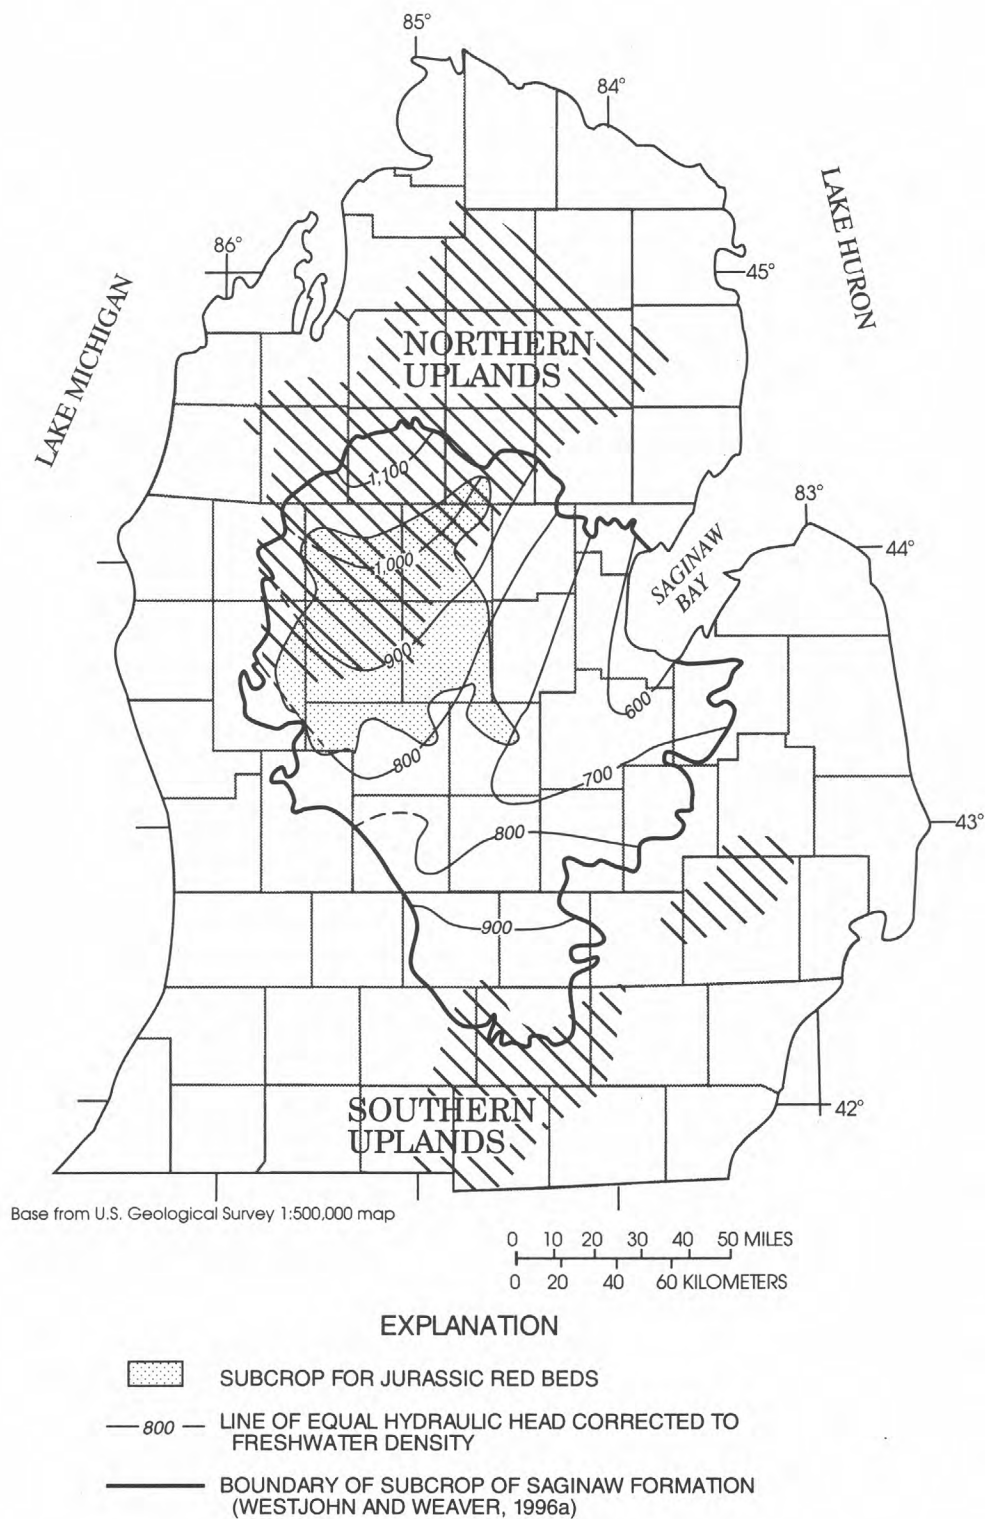 85°
84°
LAKE HURON
86°
45°
LAKE MICHIGAN
NORTHERN
UPLANDS
1,100
83°
44°
SAGINAW
BAY
1,000
900
600
800
700
800
43°
900
SOUTHERN
UPLANDS
42°
Base from U.S. Geological Survey 1:500,000 map
0 10 20 30 40 50 MILES
0 20 40 60 KILOMETERS
EXPLANATION
SUBCROP FOR JURASSIC RED BEDS
800 LINE OF EQUAL HYDRAULIC HEAD CORRECTED TO
FRESHWATER DENSITY
BOUNDARY OF SUBCROP OF SAGINAW FORMATION
(WESTJOHN AND WEAVER, 1996a)